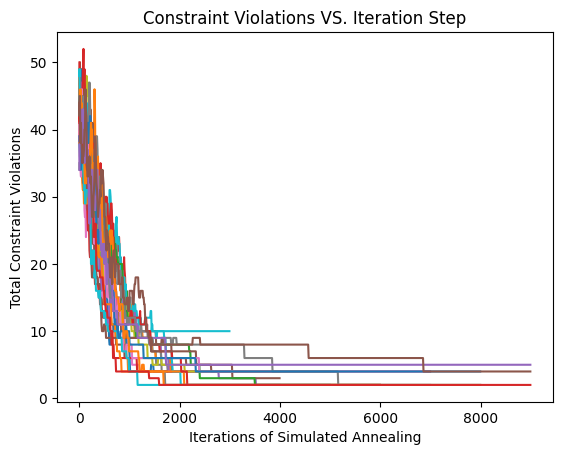 Constraint Violations VS. Iteration Step
Total Constraint Violations
50
40
30
20
10
0
0 2000 4000 6000 8000
Iterations of Simulated Annealing